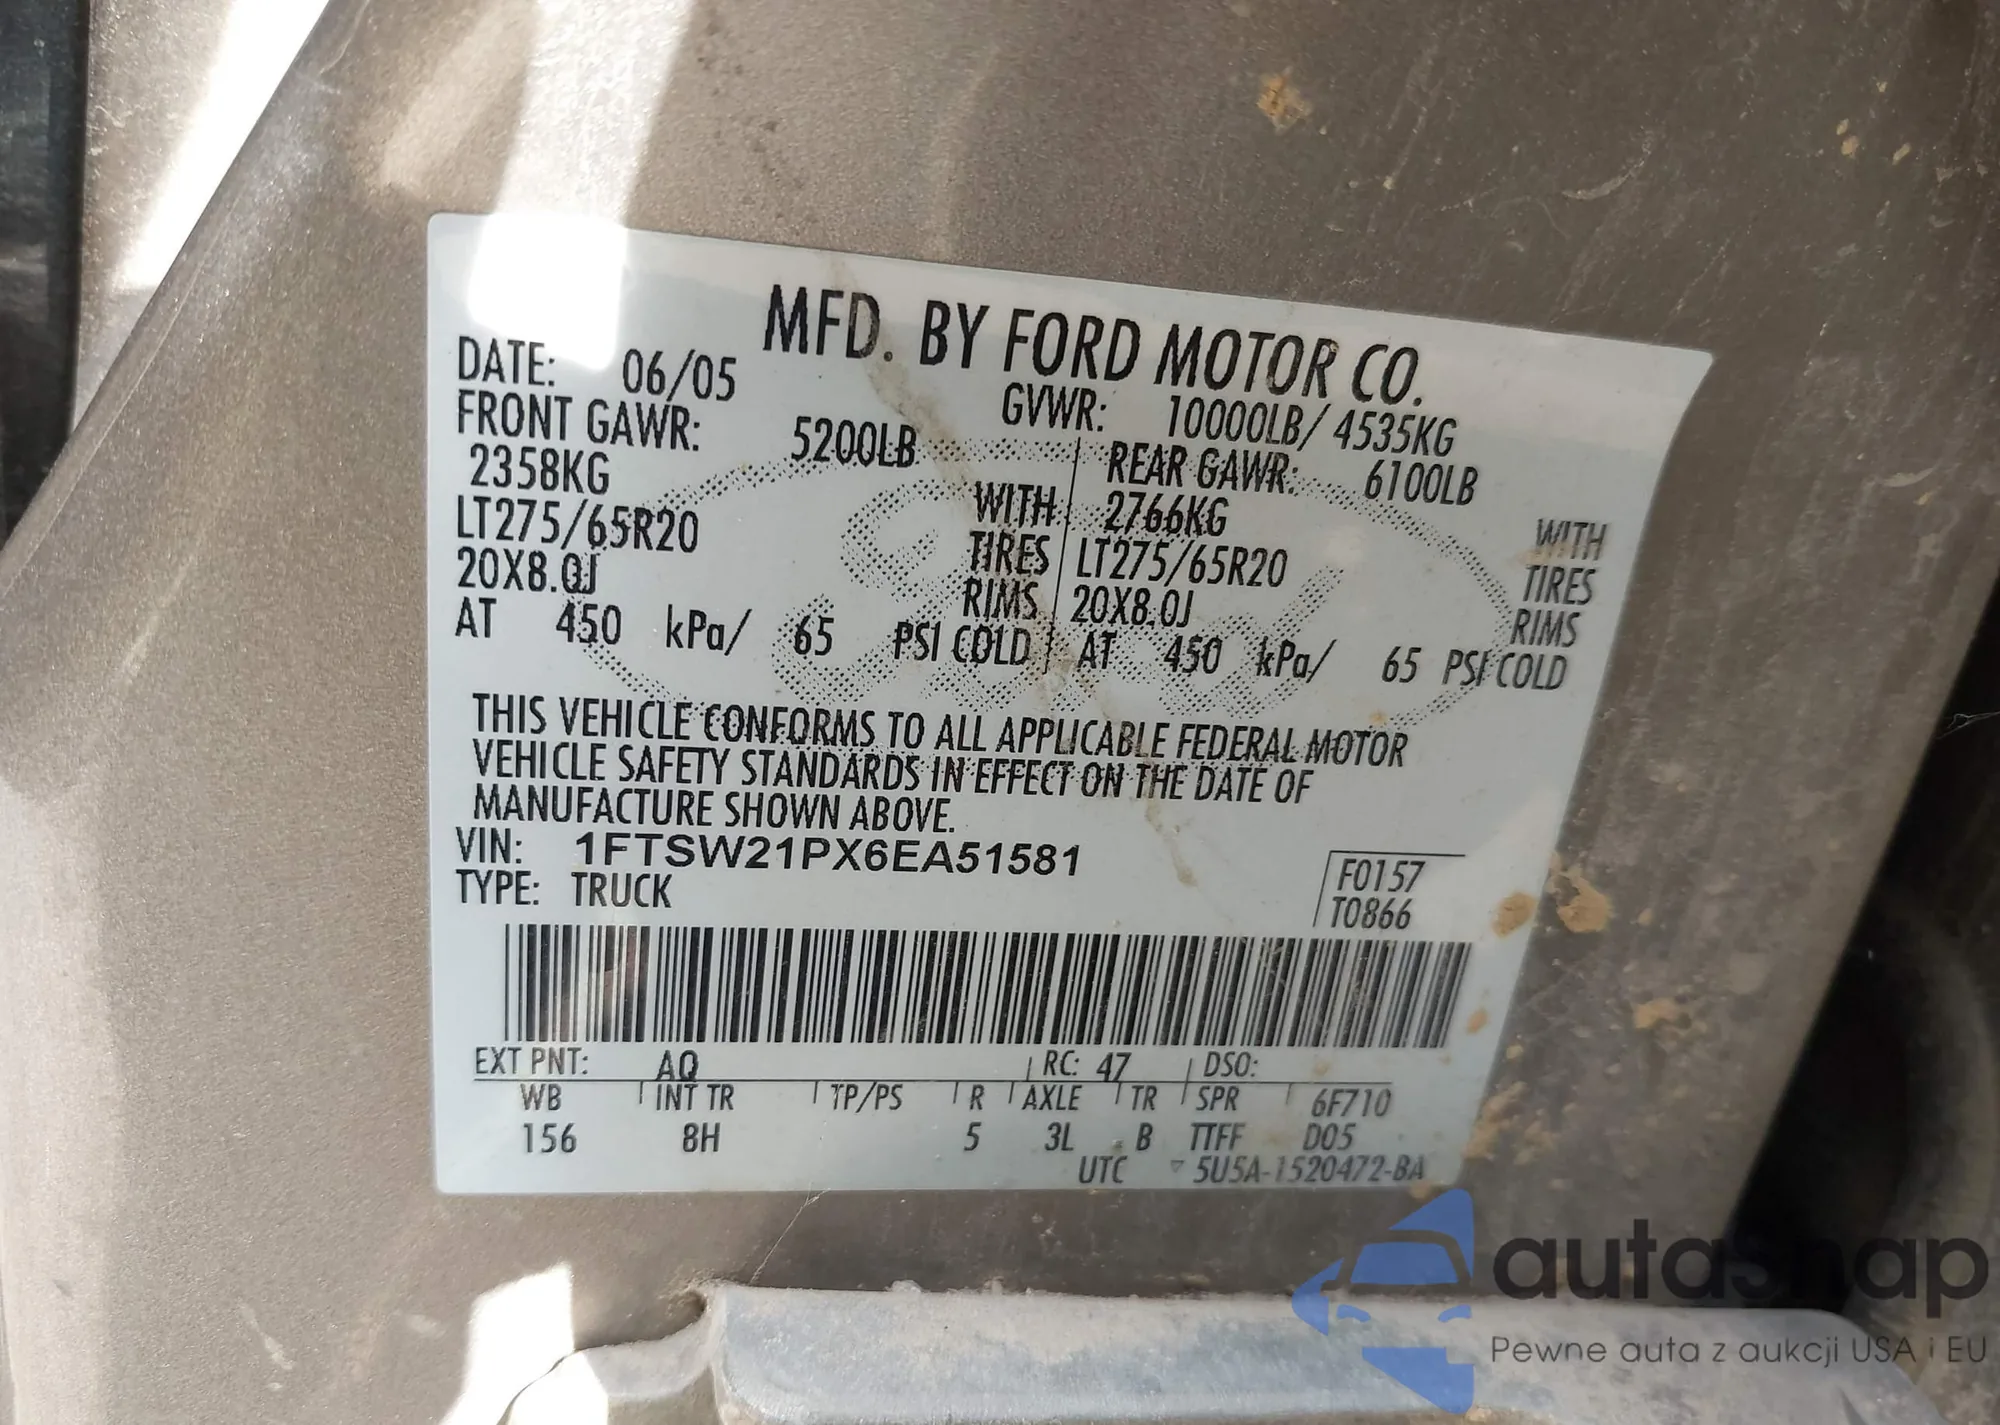 MFD. BY FORD MOTOR CO.
DATE: 06/05 GVWR: 10000LB/ 4535KG
FRONT GAWR: 5200LB REAR GAWR: 6100LB
2358KG WITH 2766KG WITH
LT275/65R20 TIRES LT275/65R20 TIRES
20X8.0J RIMS 20X8.0J RIMS
AT 450 kPa/ 65 PSI COLD AT 450 kPa/ 65 PSI COLD
THIS VEHICLE CONFORMS TO ALL APPLICABLE FEDERAL MOTOR
VEHICLE SAFETY STANDARDS IN EFFECT ON THE DATE OF
MANUFACTURE SHOWN ABOVE.
VIN: 1FTSW21PX6EA51581
TYPE: TRUCK
F0157
T0866
EXT PNT: AQ RC: 47 DSO:
WB INT TR TP/PS R AXLE TR SPR 6F710
156 8H 5 3L B TTFF D05
UTC 5U5A-1520472-BA
autasnap
Pewne auta z aukcji USA i EU